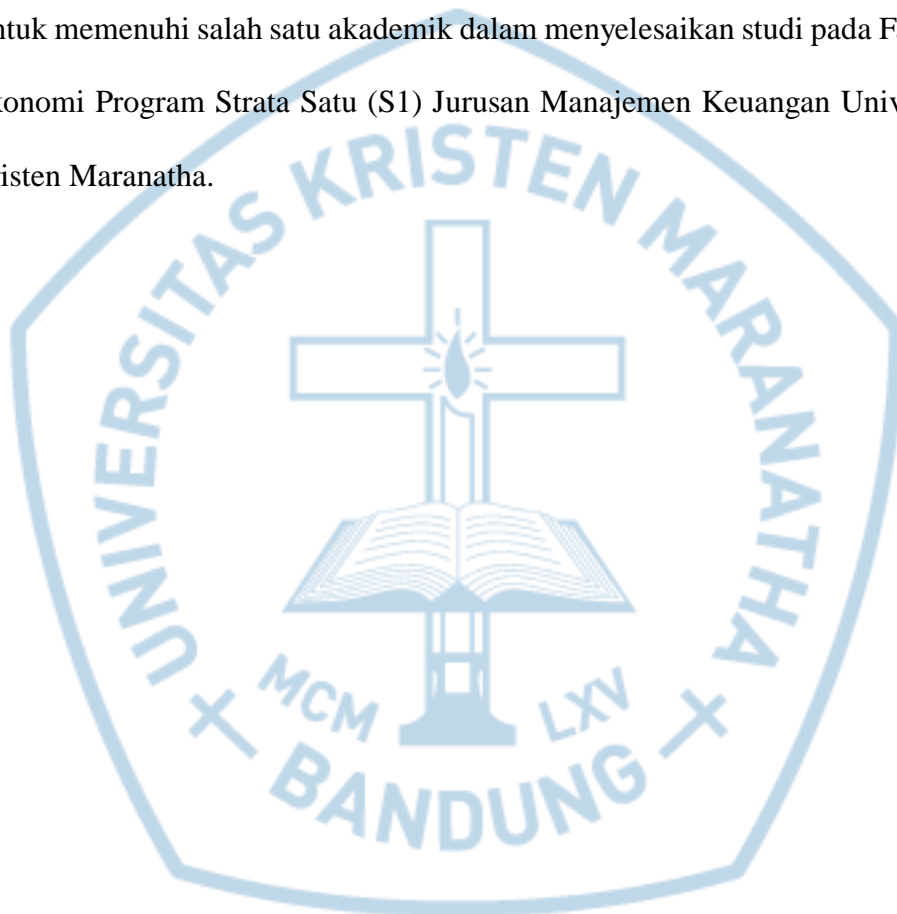 ntuk memenuhi salah satu akademik dalam menyelesaikan studi pada F
konomi Program Strata Satu (S1) Jurusan Manajemen Keuangan Univ
risten Maranatha.
UNIVERSITAS KRISTEN MARANATHA
MCM LXV
BANDUNG